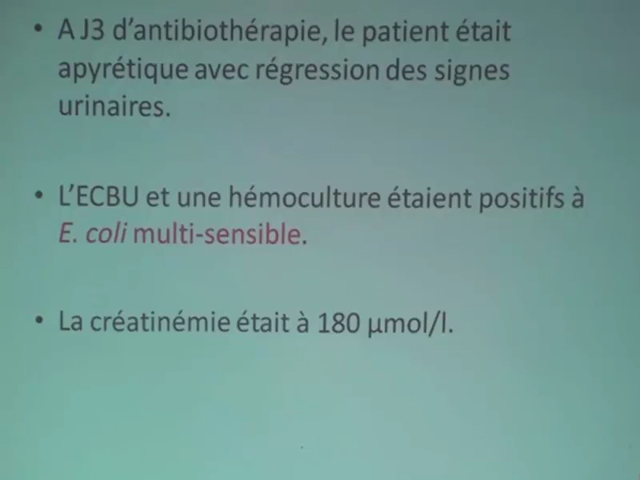 • A J3 d’antibiothérapie, le patient était
apyrétique avec régression des signes
urinaires.
• L’ECBU et une hémoculture étaient positifs à
E. coli multi-sensible.
• La créatinémie était à 180 µmol/l.